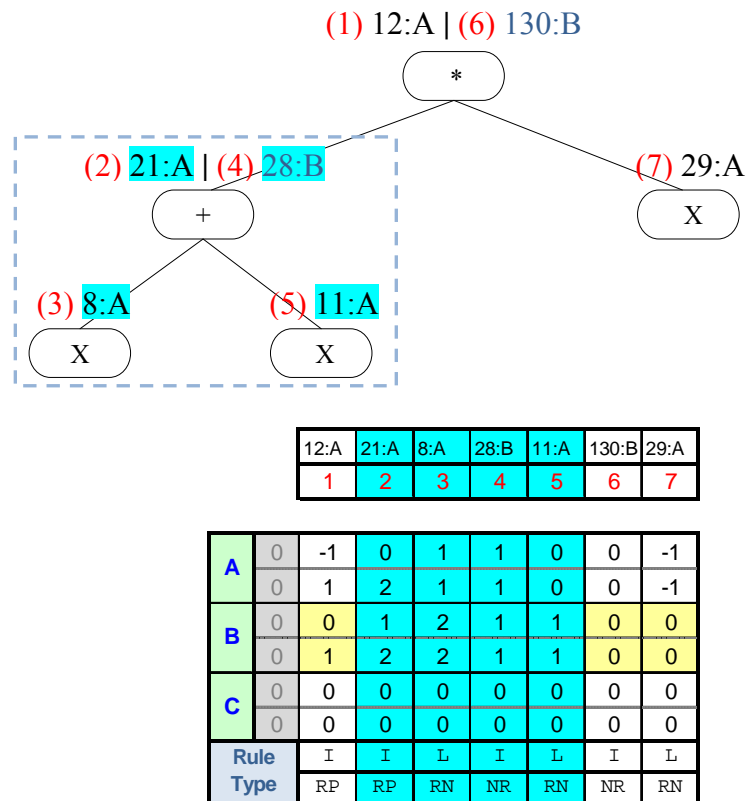 (1) 12:A | (6) 130:B
*
(2) 21:A | (4) 28:B
(7) 29:A
+
X
(3) 8:A
(5) 11:A
X
X
12:A 21:A 8:A 28:B 11:A 130:B 29:A
1 2 3 4 5 6 7
A 0 -1 0 1 1 0 0 -1
0 1 2 1 1 0 0 -1
B 0 0 1 2 1 1 0 0
0 1 2 2 1 1 0 0
C 0 0 0 0 0 0 0 0
0 0 0 0 0 0 0 0
Rule I I L I L I L
Type RP RP RN NR RN NR RN